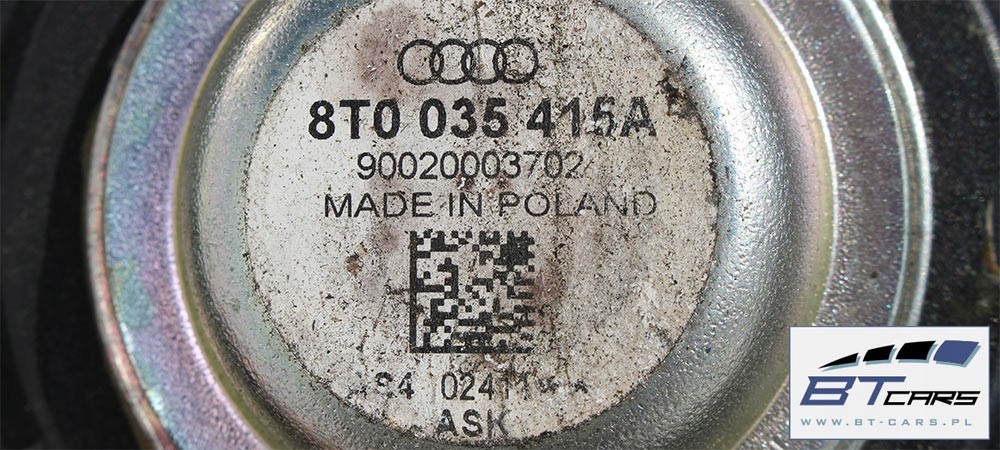 8T0 035 415A
90020003702
MADE IN POLAND
ASK
BT CARS
WWW.BT-CARS.PL